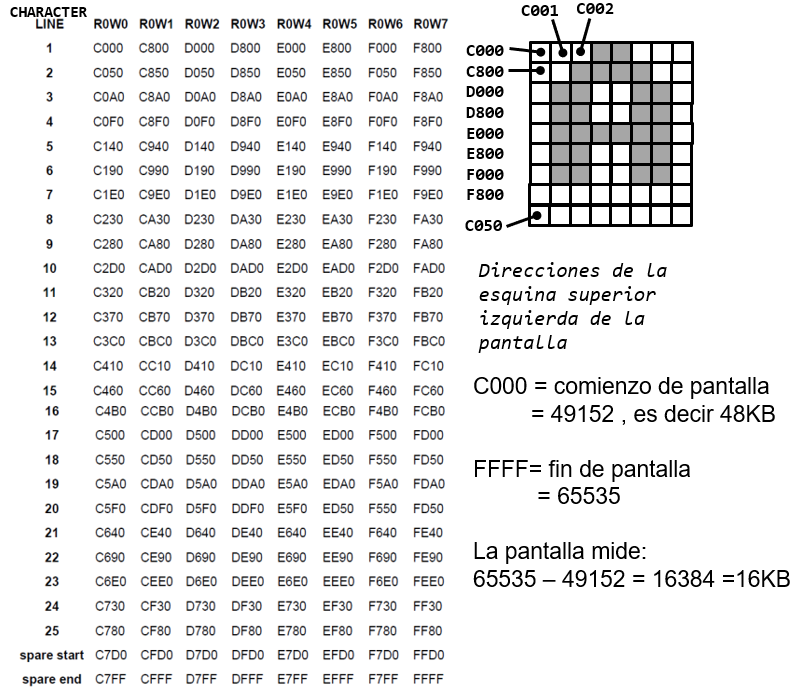 CHARACTER
LINE R0W0 R0W1 R0W2 R0W3 R0W4 R0W5 R0W6 R0W7
1 C000 C800 D000 D800 E000 E800 F000 F800
2 C050 C850 D050 D850 E050 E850 F050 F850
3 C0A0 C8A0 D0A0 D8A0 E0A0 E8A0 F0A0 F8A0
4 C0F0 C8F0 D0F0 D8F0 E0F0 E8F0 F0F0 F8F0
5 C140 C940 D140 D940 E140 E940 F140 F940
6 C190 C990 D190 D990 E190 E990 F190 F990
7 C1E0 C9E0 D1E0 D9E0 E1E0 E9E0 F1E0 F9E0
8 C230 CA30 D230 DA30 E230 EA30 F230 FA30
9 C280 CA80 D280 DA80 E280 EA80 F280 FA80
10 C2D0 CAD0 D2D0 DAD0 E2D0 EAD0 F2D0 FAD0
11 C320 CB20 D320 DB20 E320 EB20 F320 FB20
12 C370 CB70 D370 DB70 E370 EB70 F370 FB70
13 C3C0 CBC0 D3C0 DBC0 E3C0 EBC0 F3C0 FBC0
14 C410 CC10 D410 DC10 E410 EC10 F410 FC10
15 C460 CC60 D460 DC60 E460 EC60 F460 FC60
16 C4B0 CCB0 D4B0 DCB0 E4B0 ECB0 F4B0 FCB0
17 C500 CD00 D500 DD00 E500 ED00 F500 FD00
18 C550 CD50 D550 DD50 E550 ED50 F550 FD50
19 C5A0 CDA0 D5A0 DDA0 E5A0 EDA0 F5A0 FDA0
20 C5F0 CDF0 D5F0 DDF0 E5F0 ED50 F550 FD50
21 C640 CE40 D640 DE40 E640 EE40 F640 FE40
22 C690 CE90 D690 DE90 E690 EE90 F690 FE90
23 C6E0 CEE0 D6E0 DEE0 E6E0 EEE0 F6E0 FEE0
24 C730 CF30 D730 DF30 E730 EF30 F730 FF30
25 C780 CF80 D780 DF80 E780 EF80 F780 FF80
spare start C7D0 CFD0 D7D0 DFD0 E7D0 EFD0 F7D0 FFD0
spare end C7FF CFFF D7FF DFFF E7FF EFFF F7FF FFFF
C001 C002
C000
C800
D000
D800
E000
E800
F000
F800
C050
Direcciones de la
esquina superior
izquierda de la
pantalla
C000 = comienzo de pantalla
= 49152 , es decir 48KB
FFFF= fin de pantalla
= 65535
La pantalla mide:
65535 – 49152 = 16384 =16KB